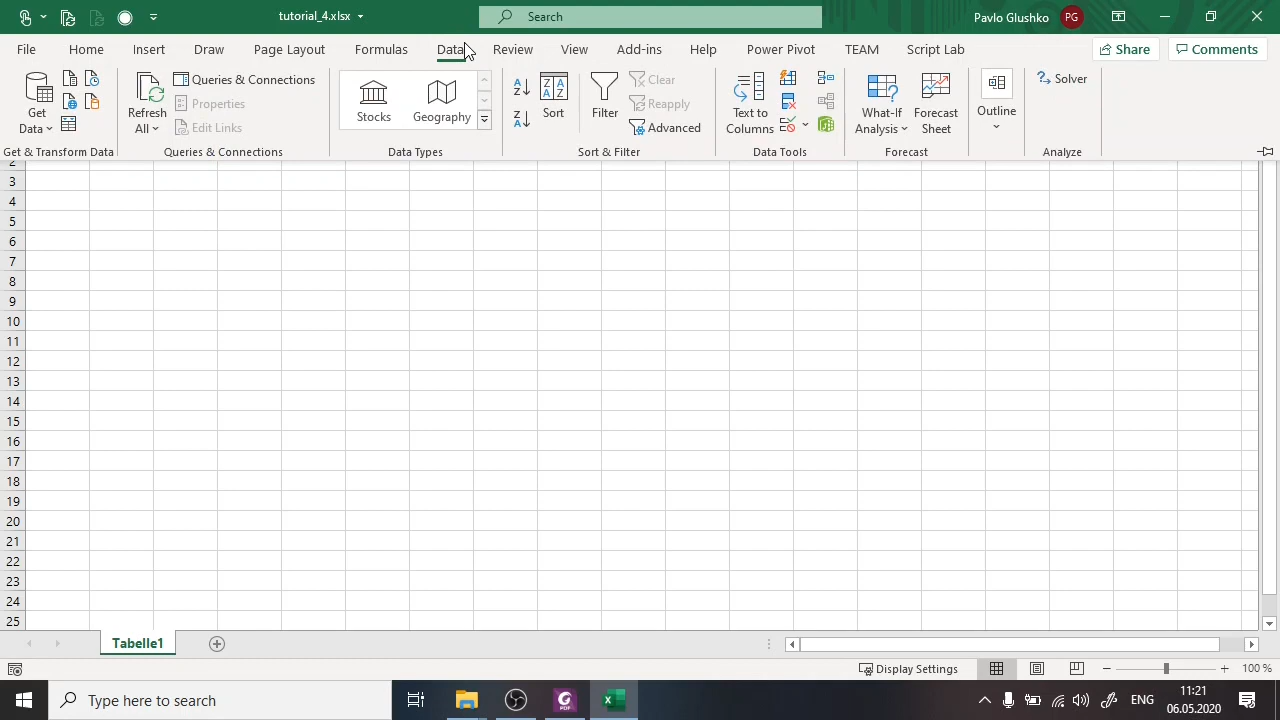 tutorial_4.xlsx
Search
Pavlo Glushko
PG
File Home Insert Draw Page Layout Formulas Data Review View Add-ins Help Power Pivot TEAM Script Lab
Share
Comments
Get Data
Refresh All
Queries & Connections
Properties
Edit Links
Stocks
Geography
Sort
Filter
Clear
Reapply
Advanced
Text to Columns
What-If Analysis
Forecast Sheet
Outline
Solver
Get & Transform Data
Queries & Connections
Data Types
Sort & Filter
Data Tools
Forecast
Analyze
2
3
4
5
6
7
8
9
10
11
12
13
14
15
16
17
18
19
20
21
22
23
24
25
Tabelle1
Display Settings
100 %
Type here to search
PDF
ENG
11:21
06.05.2020